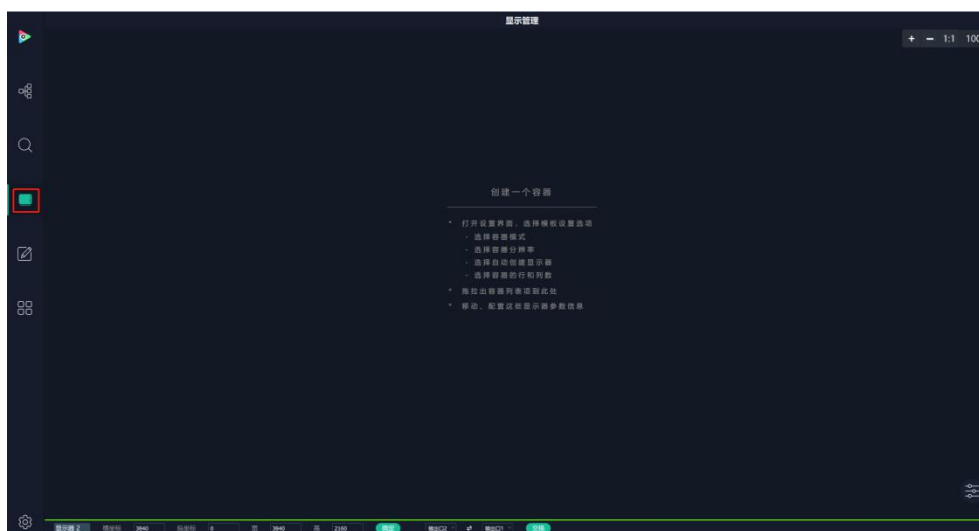 显示管理
+ - 1:1 100
创建一个容器
* 打开设置界面，选择模板设置选项
- 选择容器模式
- 选择容器分辨率
- 选择自动创建显示器
- 选择容器的行和列数
* 拖拉出容器列表项到此处
* 移动、配置这些显示器参数信息
显示器 2 横坐标 3840 纵坐标 0 宽 3840 高 2160 确定 输出口2 ⇄ 输出口1 交换